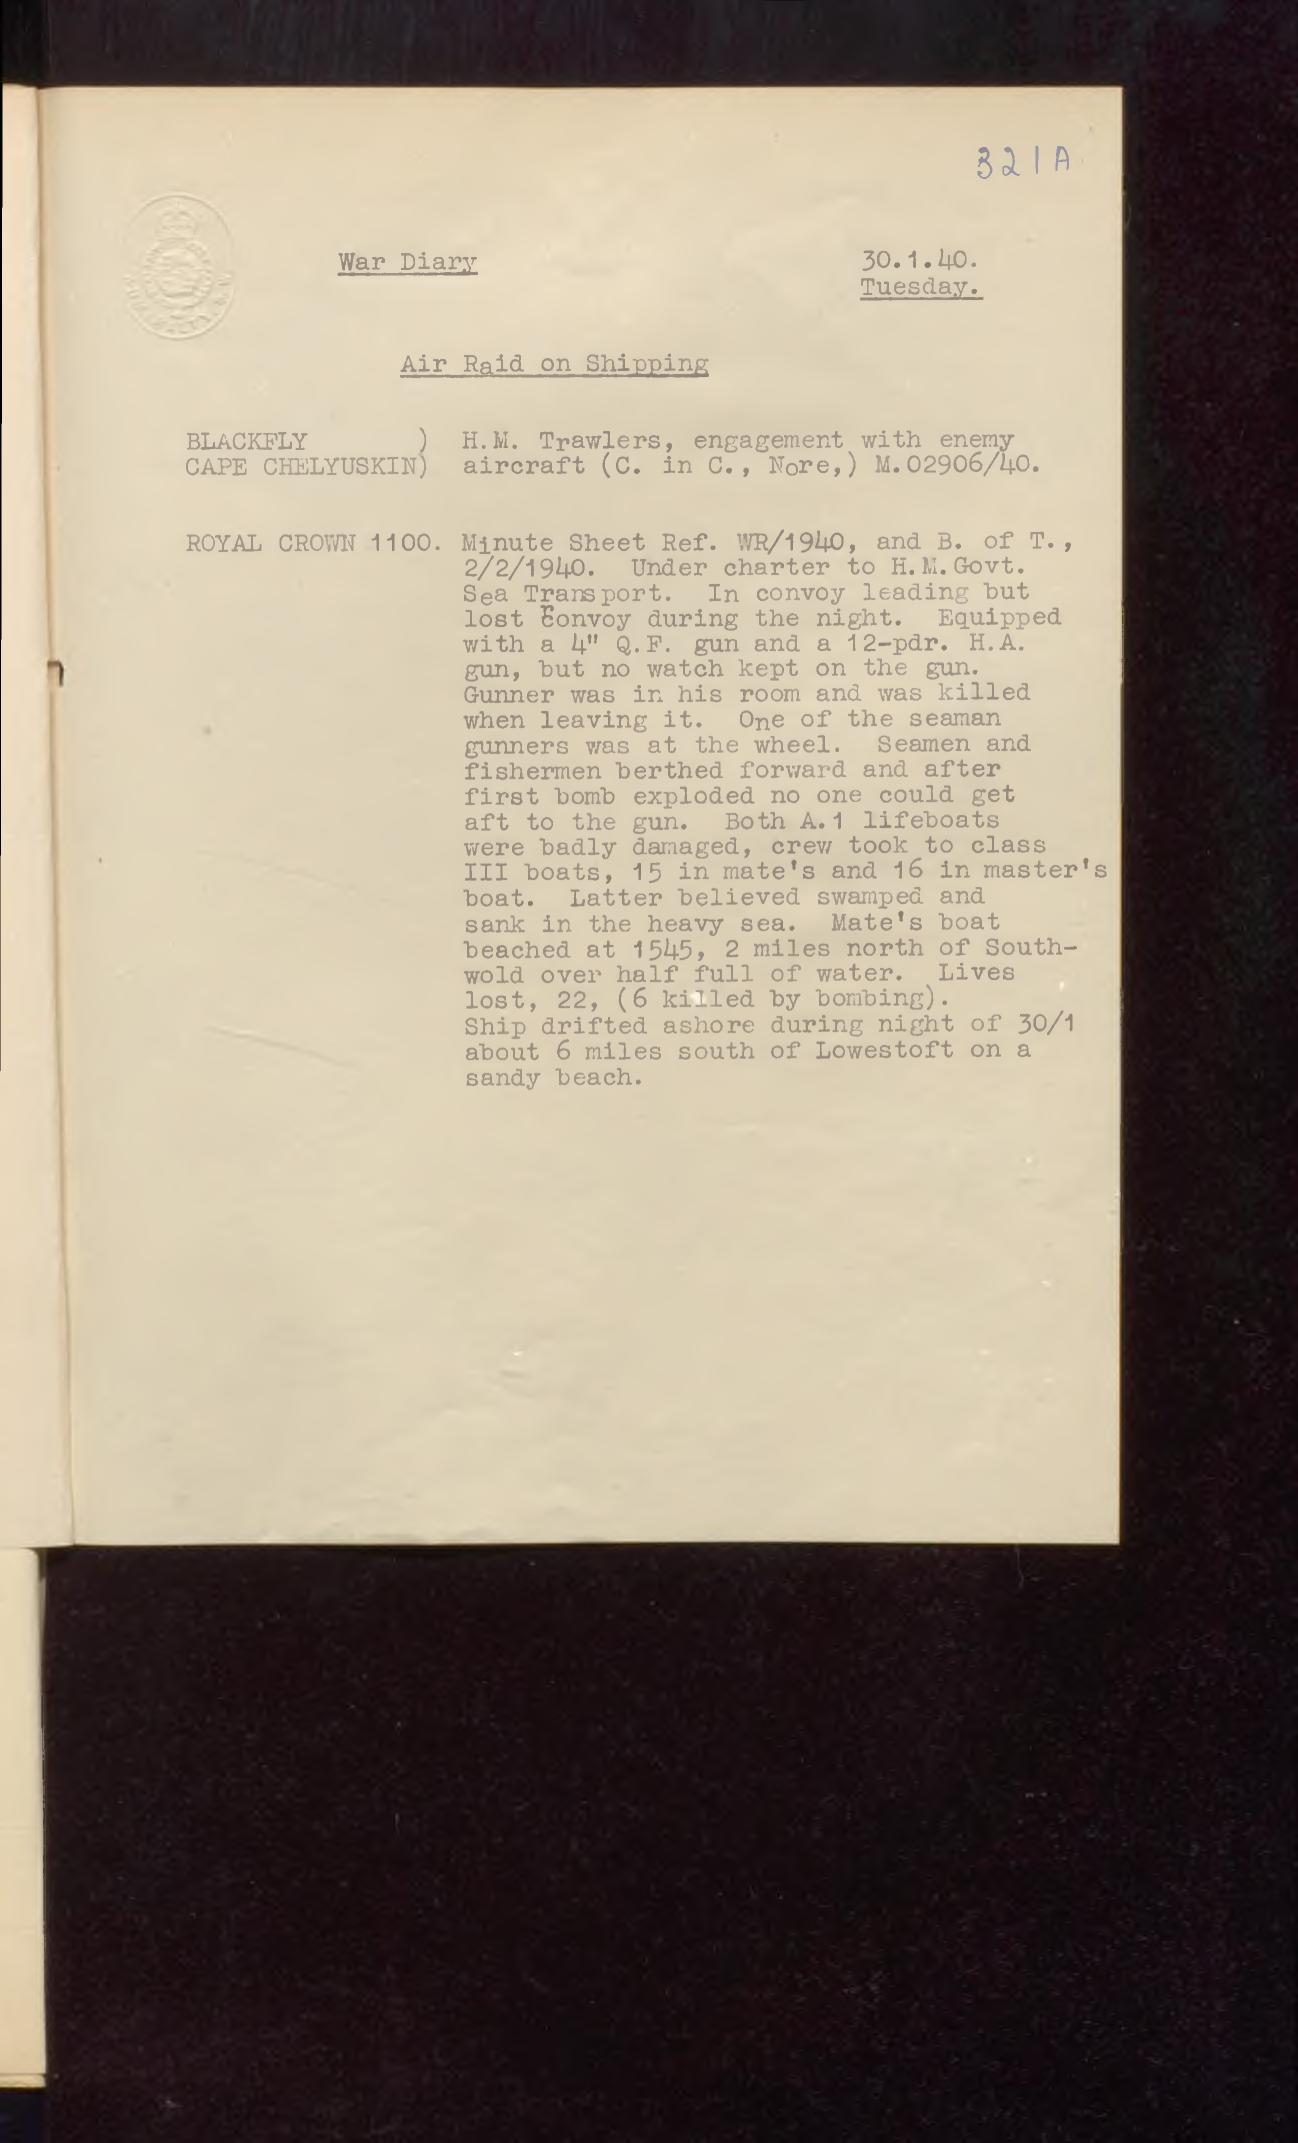 321A
War Diary 30.1.40.
Tuesday.
Air Raid on Shipping
BLACKFLY ) H.M. Trawlers, engagement with enemy
CAPE CHELYUSKIN) aircraft (C. in C., Nore,) M.02906/40.
ROYAL CROWN 1100. Minute Sheet Ref. WR/1940, and B. of T.,
2/2/1940. Under charter to H.M.Govt.
Sea Transport. In convoy leading but
lost convoy during the night. Equipped
with a 4" Q.F. gun and a 12-pdr. H.A.
gun, but no watch kept on the gun.
Gunner was in his room and was killed
when leaving it. One of the seaman
gunners was at the wheel. Seamen and
fishermen berthed forward and after
first bomb exploded no one could get
aft to the gun. Both A.1 lifeboats
were badly damaged, crew took to class
III boats, 15 in mate's and 16 in master's
boat. Latter believed swamped and
sank in the heavy sea. Mate's boat
beached at 1545, 2 miles north of South-
wold over half full of water. Lives
lost, 22, (6 killed by bombing).
Ship drifted ashore during night of 30/1
about 6 miles south of Lowestoft on a
sandy beach.